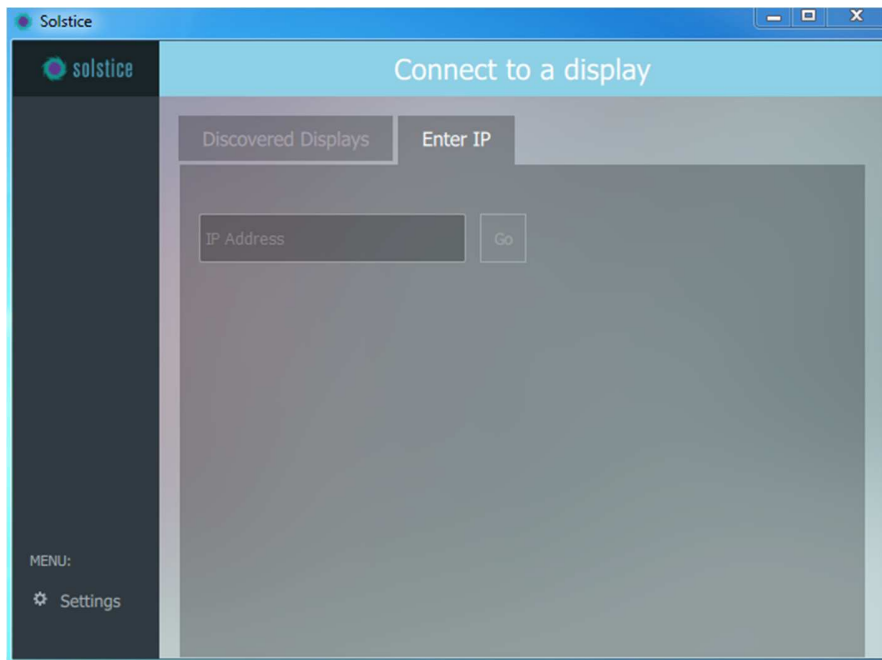 Solstice
solstice
Connect to a display
Discovered Displays
Enter IP
IP Address
Go
MENU:
Settings